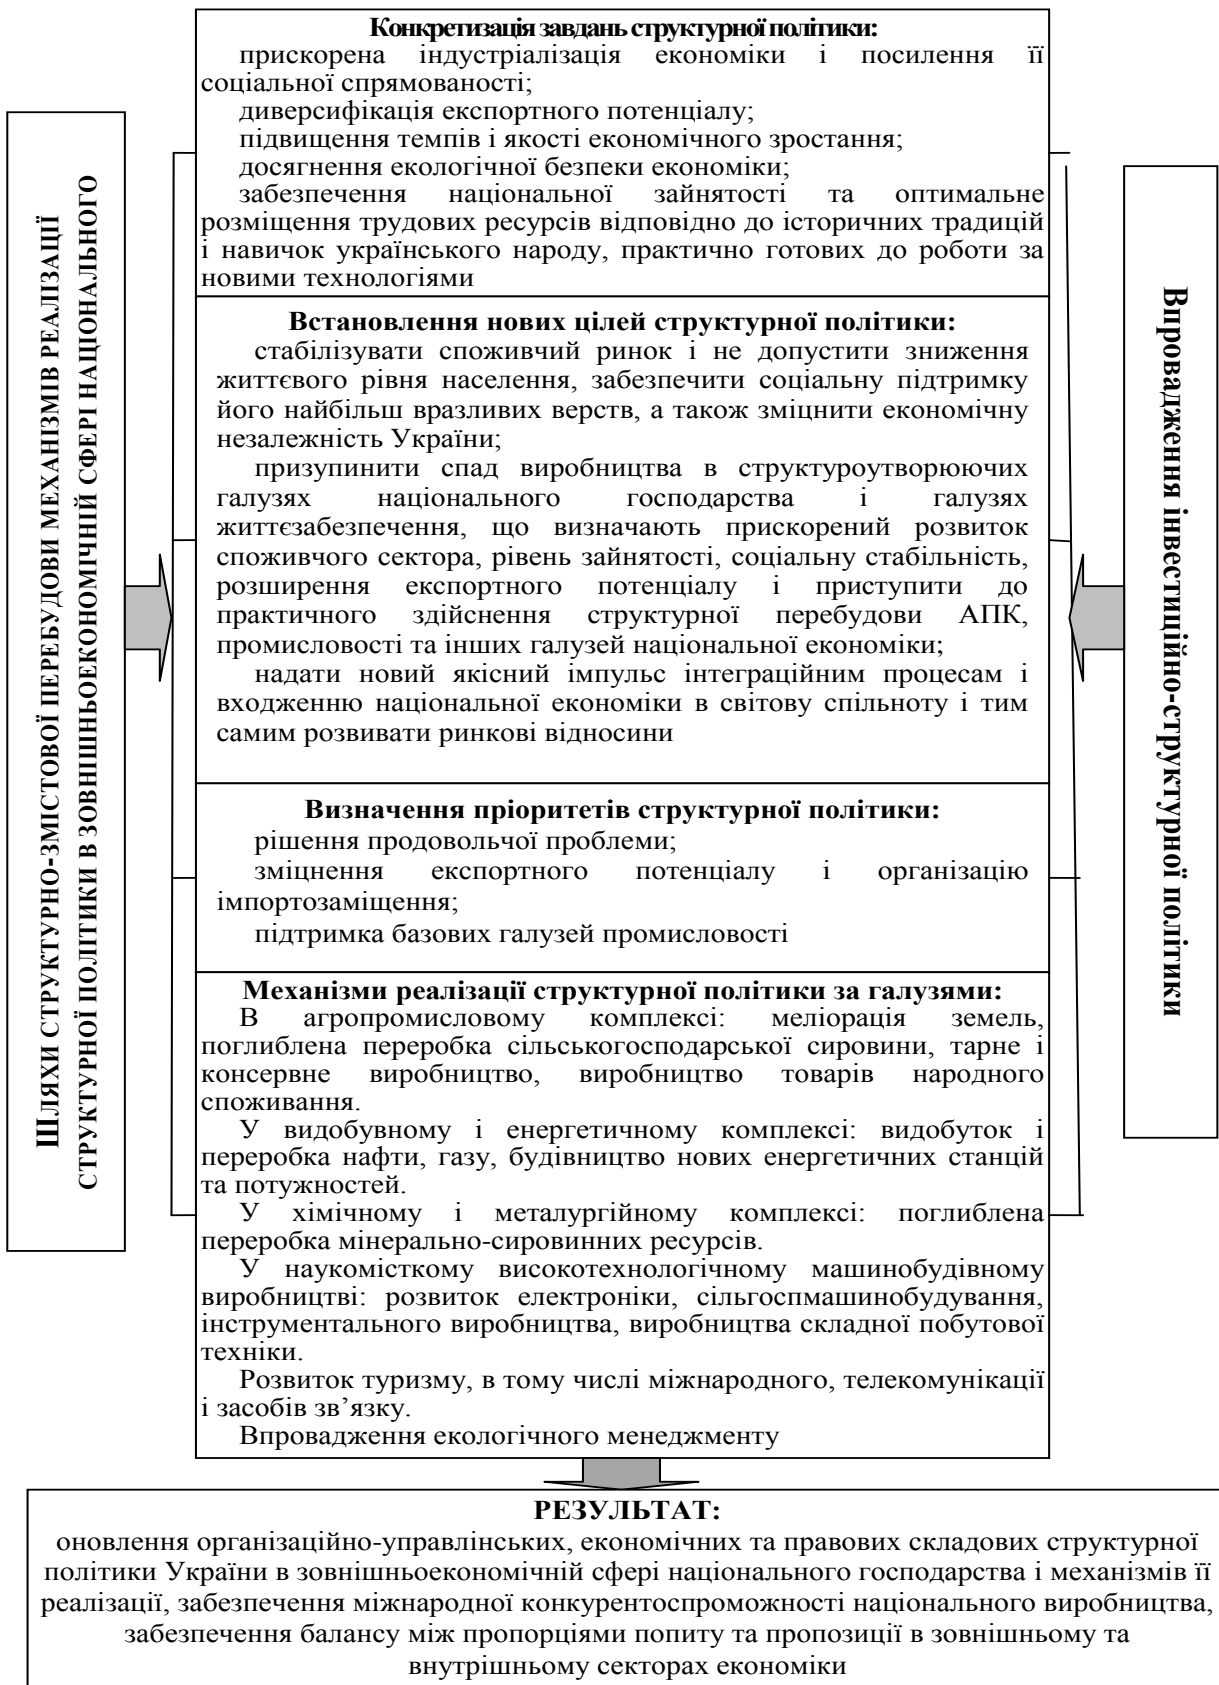 Конкретизація завдань структурної політики:
прискорена індустріалізація економіки і посилення її
соціальної спрямованості;
диверсифікація експортного потенціалу;
підвищення темпів і якості економічного зростання;
досягнення екологічної безпеки економіки;
забезпечення національної зайнятості та оптимальне
розміщення трудових ресурсів відповідно до історичних традицій
і навичок українського народу, практично готових до роботи за
новими технологіями
ШЛЯХИ СТРУКТУРНО-ЗМІСТОВОЇ ПЕРЕБУДОВИ МЕХАНІЗМІВ РЕАЛІЗАЦІЇ
СТРУКТУРНОЇ ПОЛІТИКИ В ЗОВНІШНЬОЕКОНОМІЧНІЙ СФЕРІ НАЦІОНАЛЬНОГО
Встановлення нових цілей структурної політики:
стабілізувати споживчий ринок і не допустити зниження
життєвого рівня населення, забезпечити соціальну підтримку
його найбільш вразливих верств, а також зміцнити економічну
незалежність України;
призупинити спад виробництва в структуроутворюючих
галузях національного господарства і галузях
життєзабезпечення, що визначають прискорений розвиток
споживчого сектора, рівень зайнятості, соціальну стабільність,
розширення експортного потенціалу і приступити до
практичного здійснення структурної перебудови АПК,
промисловості та інших галузей національної економіки;
надати новий якісний імпульс інтеграційним процесам і
входженню національної економіки в світову спільноту і тим
самим розвивати ринкові відносини
Впровадження інвестиційно-структурної політики
Визначення пріоритетів структурної політики:
рішення продовольчої проблеми;
зміцнення експортного потенціалу і організацію
імпортозаміщення;
підтримка базових галузей промисловості
Механізми реалізації структурної політики за галузями:
В агропромисловому комплексі: меліорація земель,
поглиблена переробка сільськогосподарської сировини, тарне і
консервне виробництво, виробництво товарів народного
споживання.
У видобувному і енергетичному комплексі: видобуток і
переробка нафти, газу, будівництво нових енергетичних станцій
та потужностей.
У хімічному і металургійному комплексі: поглиблена
переробка мінерально-сировинних ресурсів.
У наукомісткому високотехнологічному машинобудівному
виробництві: розвиток електроніки, сільгоспмашинобудування,
інструментального виробництва, виробництва складної побутової
техніки.
Розвиток туризму, в тому числі міжнародного, телекомунікації
і засобів зв’язку.
Впровадження екологічного менеджменту
РЕЗУЛЬТАТ:
оновлення організаційно-управлінських, економічних та правових складових структурної
політики України в зовнішньоекономічній сфері національного господарства і механізмів її
реалізації, забезпечення міжнародної конкурентоспроможності національного виробництва,
забезпечення балансу між пропорціями попиту та пропозиції в зовнішньому та
внутрішньому секторах економіки